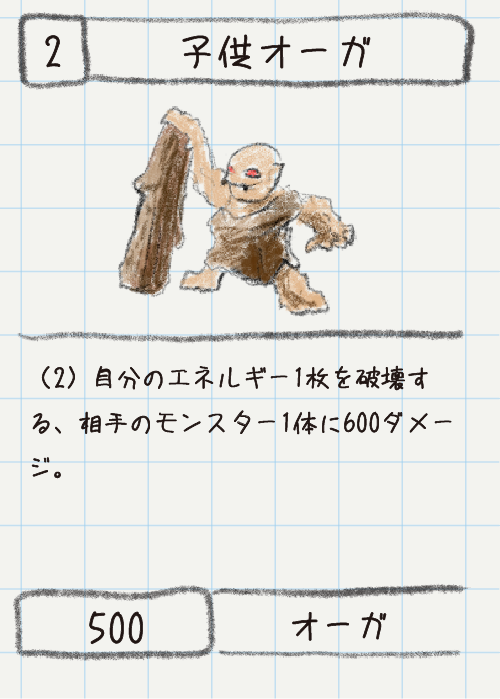 2
子供オーガ
（2）自分のエネルギー1枚を破壊す
る、相手のモンスター1体に600ダメー
ジ。
500
オーガ